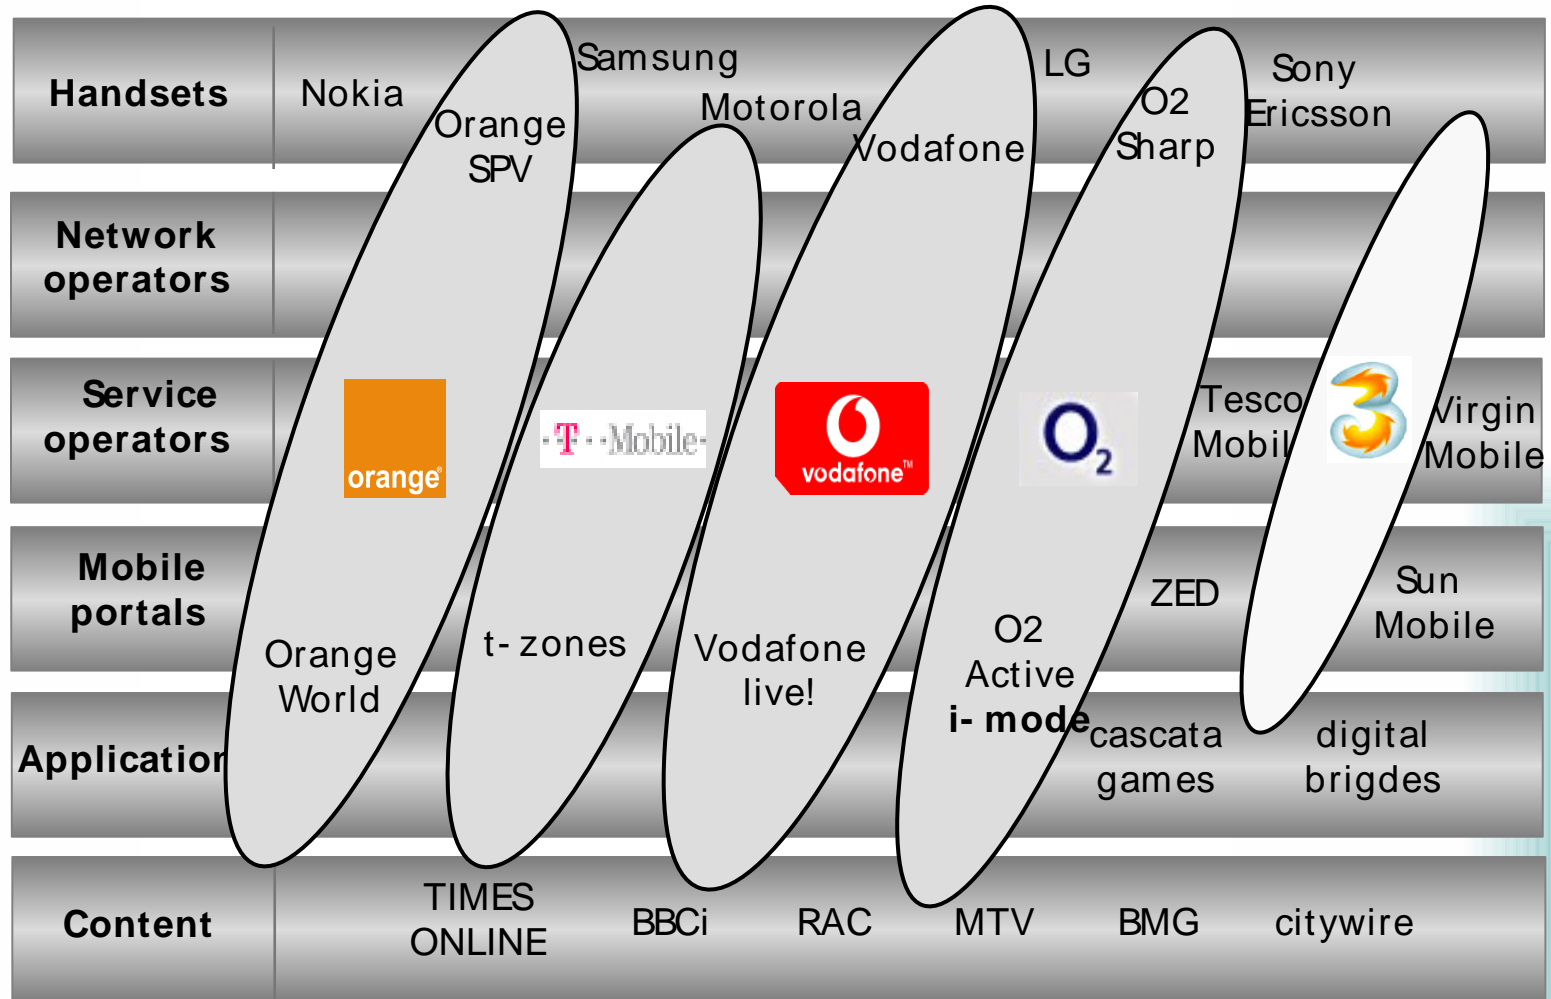 Handsets
Nokia
Orange
SPV
Samsung
Motorola
Vodafone
LG
O2
Sharp
Sony
Ericsson
Network
operators
Service
operators
orange
T Mobile
vodafone™
O2
Tesco
Mobil
3
Virgin
Mobile
Mobile
portals
Orange
World
t-zones
Vodafone
live!
O2
Active
i-mode
ZED
Sun
Mobile
Application
cascata
games
digital
brigdes
Content
TIMES
ONLINE
BBCi
RAC
MTV
BMG
citywire